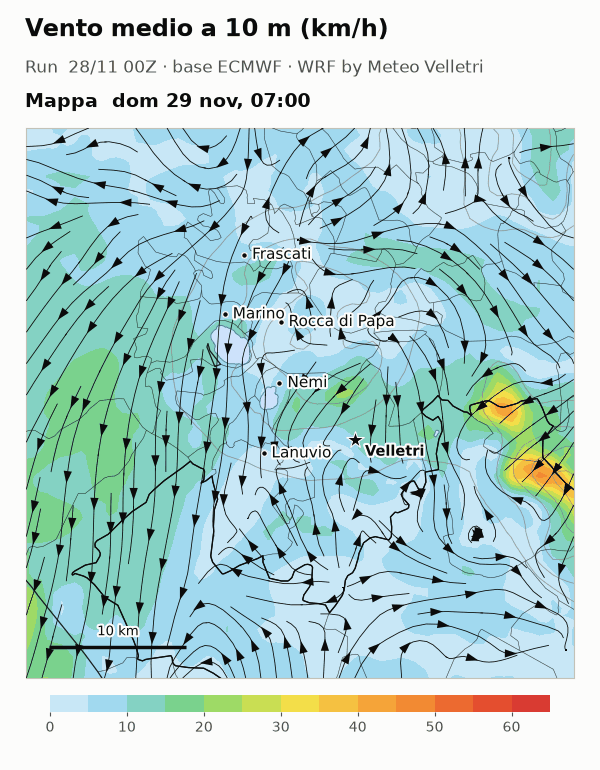 Vento medio a 10 m (km/h)
Run  28/11 00Z · base ECMWF · WRF by Meteo Velletri
Mappa  dom 29 nov, 07:00
Frascati
Marino
Rocca di Papa
Nemi
Lanuvio
Velletri
10 km
0 10 20 30 40 50 60